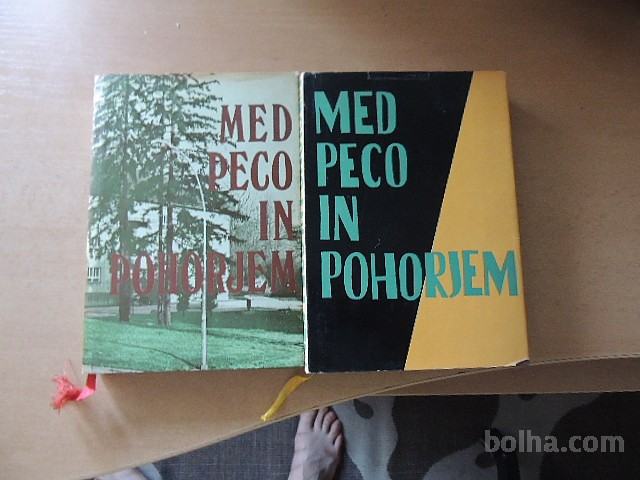 MED
PECO
IN
POHORJEM
MED
PECO
IN
POHORJEM
bolha.com